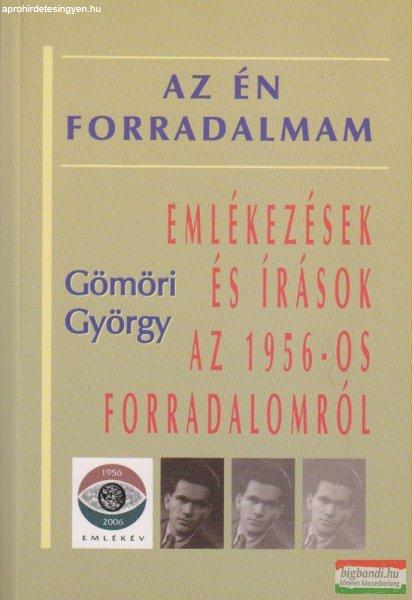 aprohirdetesingyen.hu
AZ ÉN
FORRADALMAM
EMLÉKEZÉSEK
ÉS ÍRÁSOK
AZ 1956-OS
FORRADALOMRÓL
Gömöri
György
1956
2006
EMLÉKÉV
bigbandi.hu
könyves kincsesbarlang